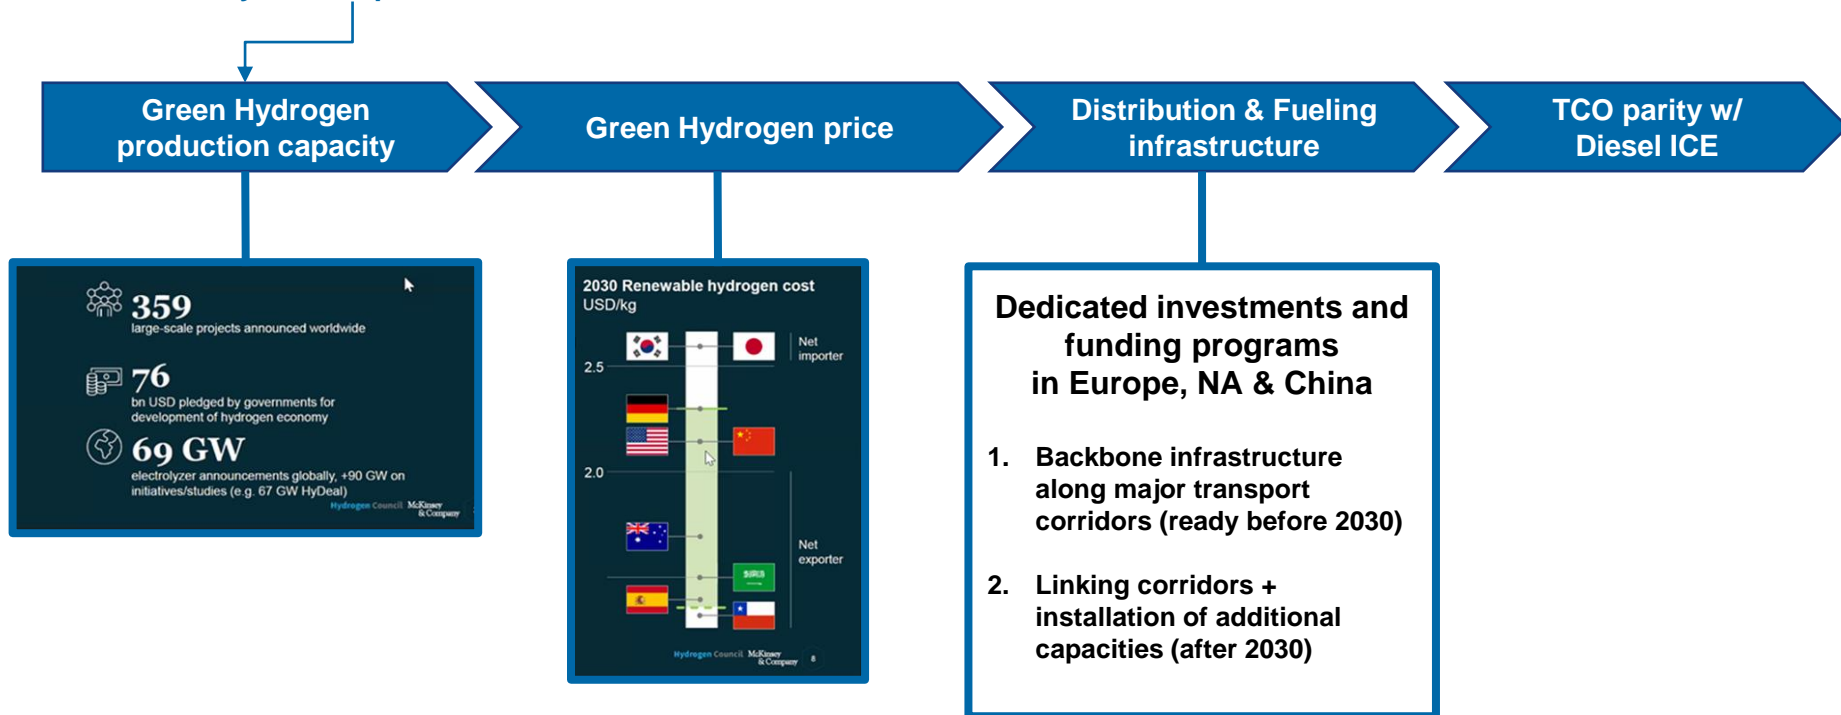 Green Hydrogen
production capacity
Green Hydrogen price
Distribution & Fueling
infrastructure
TCO parity w/
Diesel ICE
359
large-scale projects announced worldwide
76
bn USD pledged by governments for
development of hydrogen economy
69 GW
electrolyzer announcements globally, +90 GW on
initiatives/studies (e.g. 67 GW HyDeal)
Hydrogen Council McKinsey
& Company
2030 Renewable hydrogen cost
USD/kg
Net
importer
2.5
2.0
Net
exporter
Hydrogen Council McKinsey
& Company 8
Dedicated investments and
funding programs
in Europe, NA & China
1. Backbone infrastructure
along major transport
corridors (ready before 2030)
2. Linking corridors +
installation of additional
capacities (after 2030)